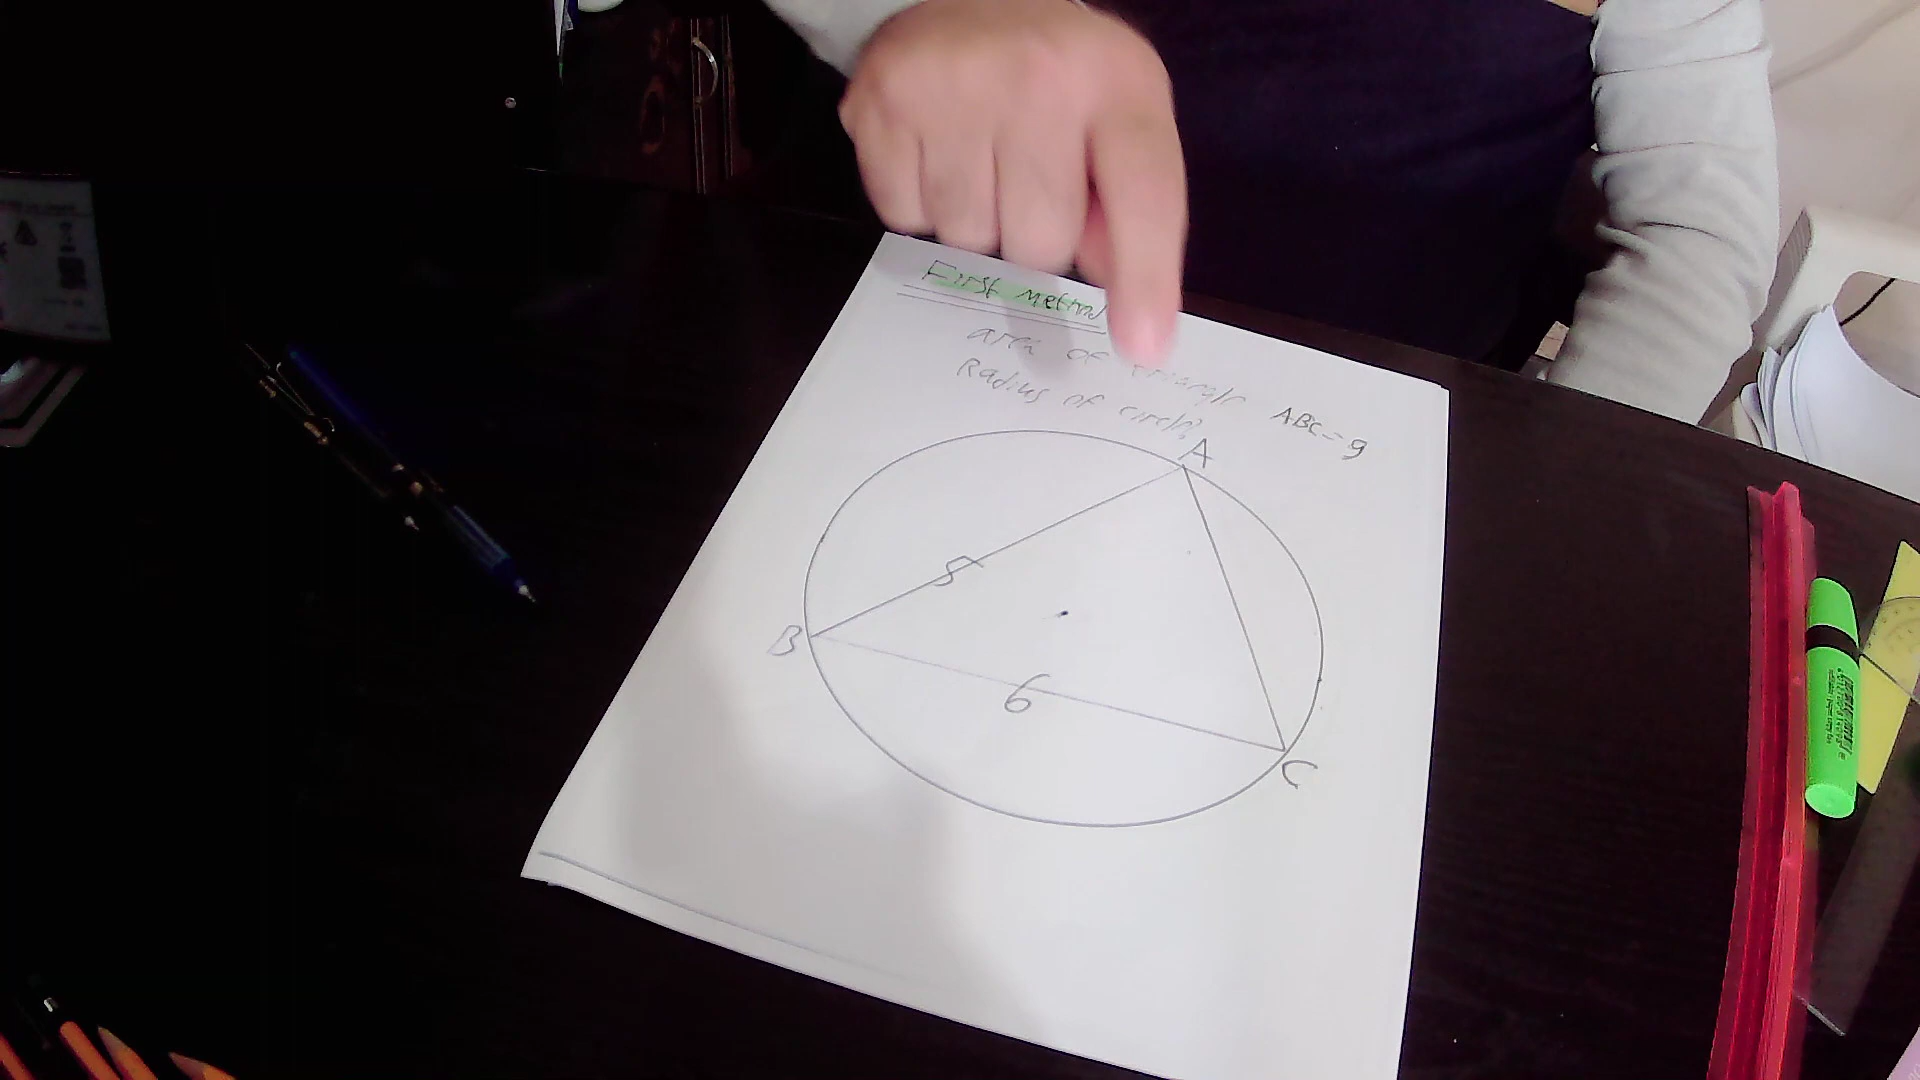 First Method
area of triangle ABC = 9
Radius of circle?
A
5
B
6
C